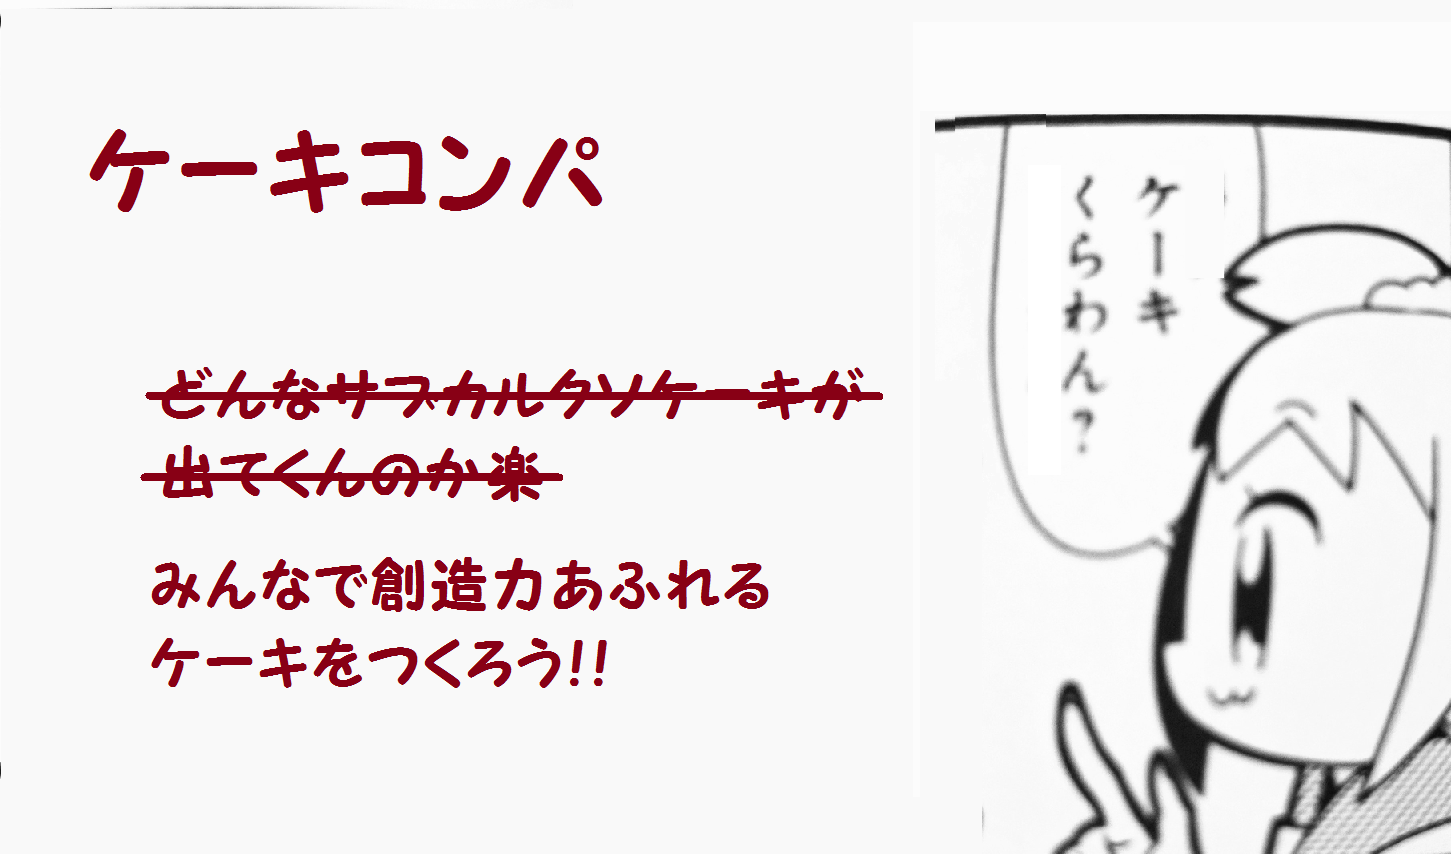 ケーキコンパ
どんなサブカルクソケーキが
出てくんのか楽
みんなで創造力あふれる
ケーキをつくろう!!
ケーキ
くらわん?